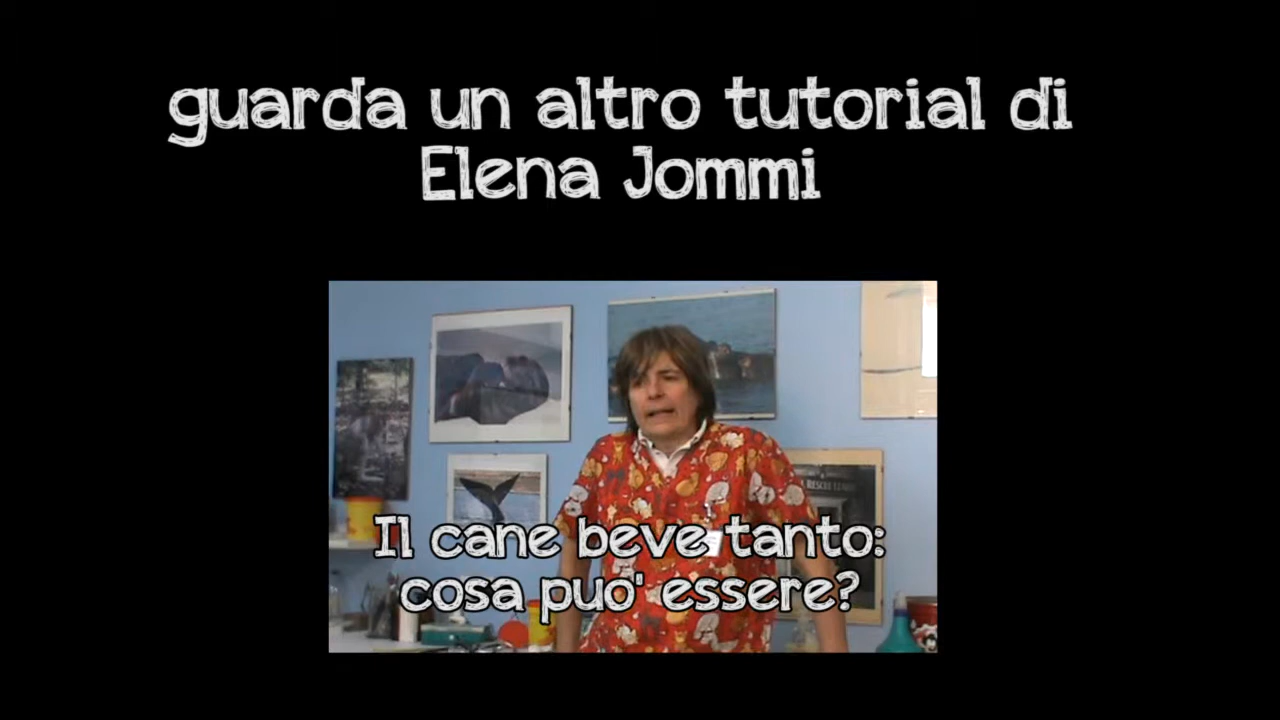 guarda un altro tutorial di
Elena Jommi
Il cane beve tanto:
cosa puo' essere?